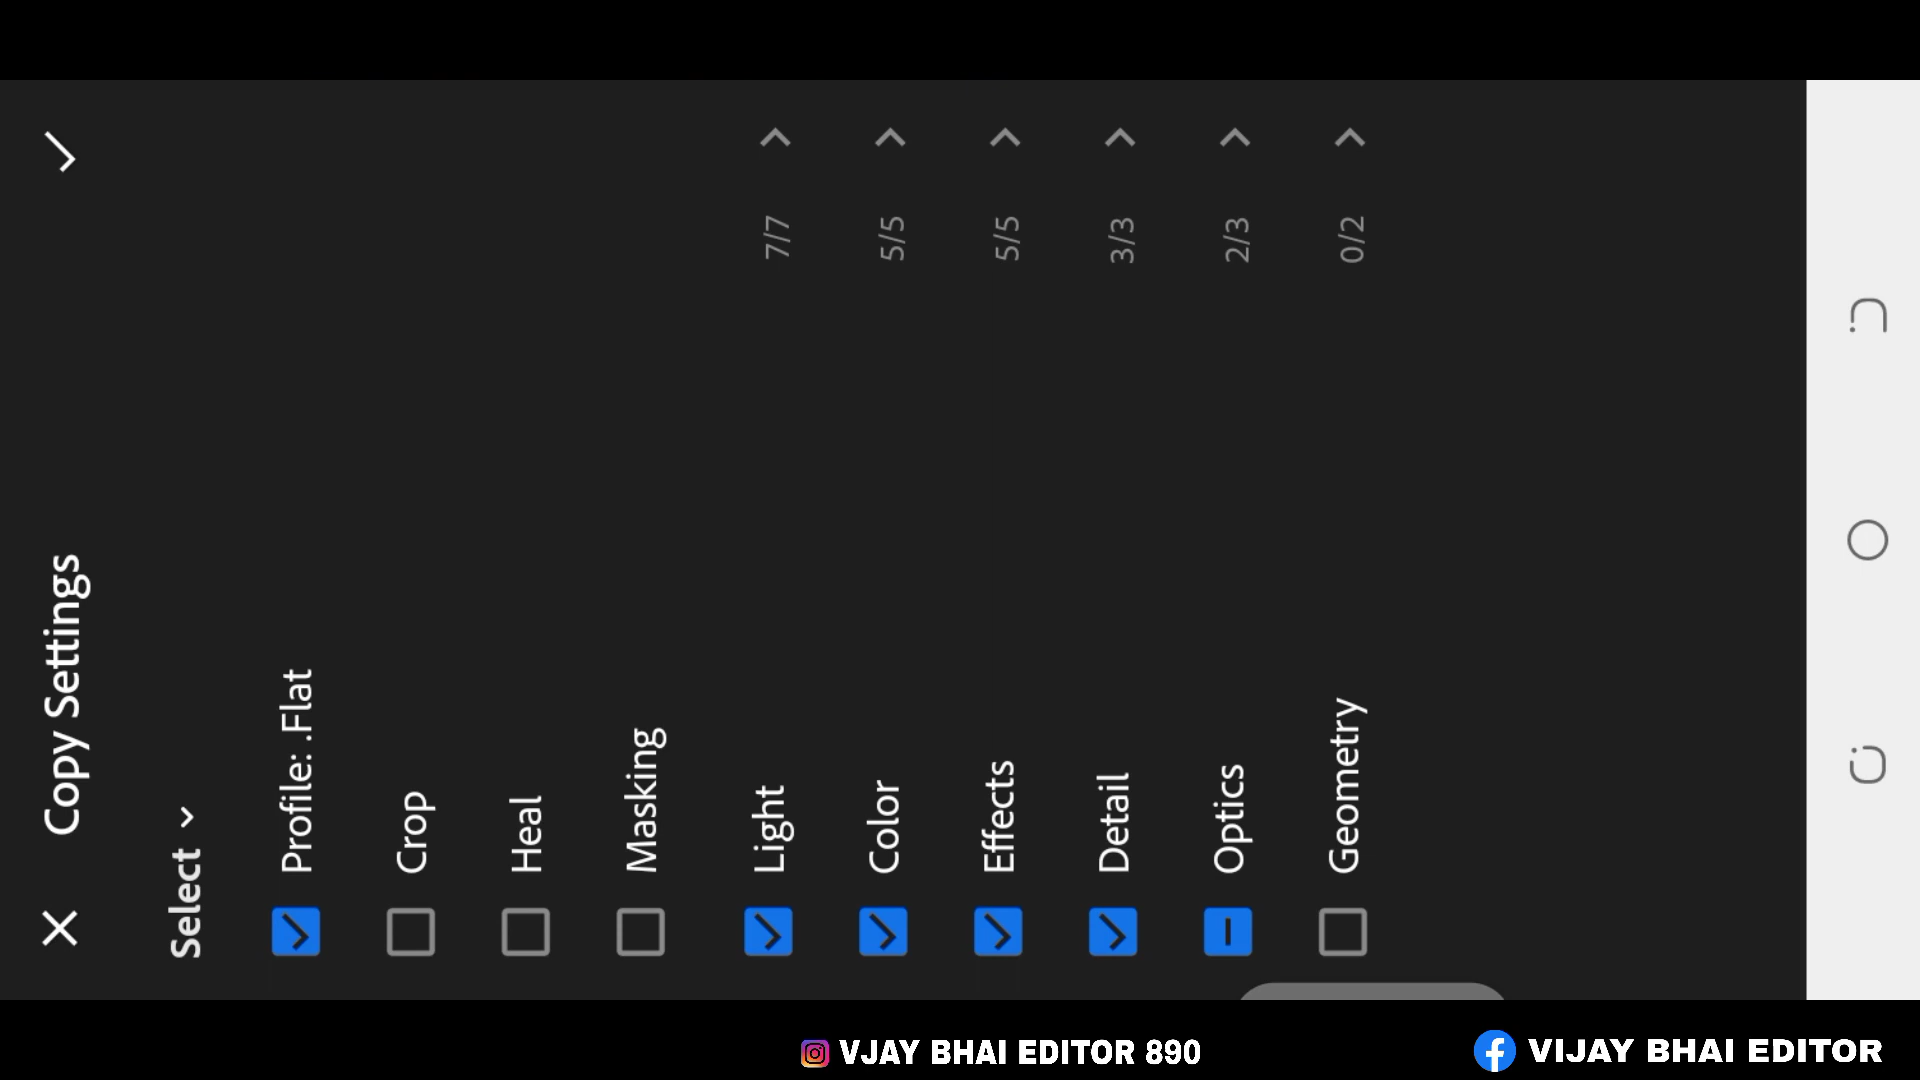 Copy Settings
Select
Profile: .Flat
Crop
Heal
Masking
Light 7/7
Color 5/5
Effects 5/5
Detail 3/3
Optics 2/3
Geometry 0/2
VJAY BHAI EDITOR 890
VIJAY BHAI EDITOR